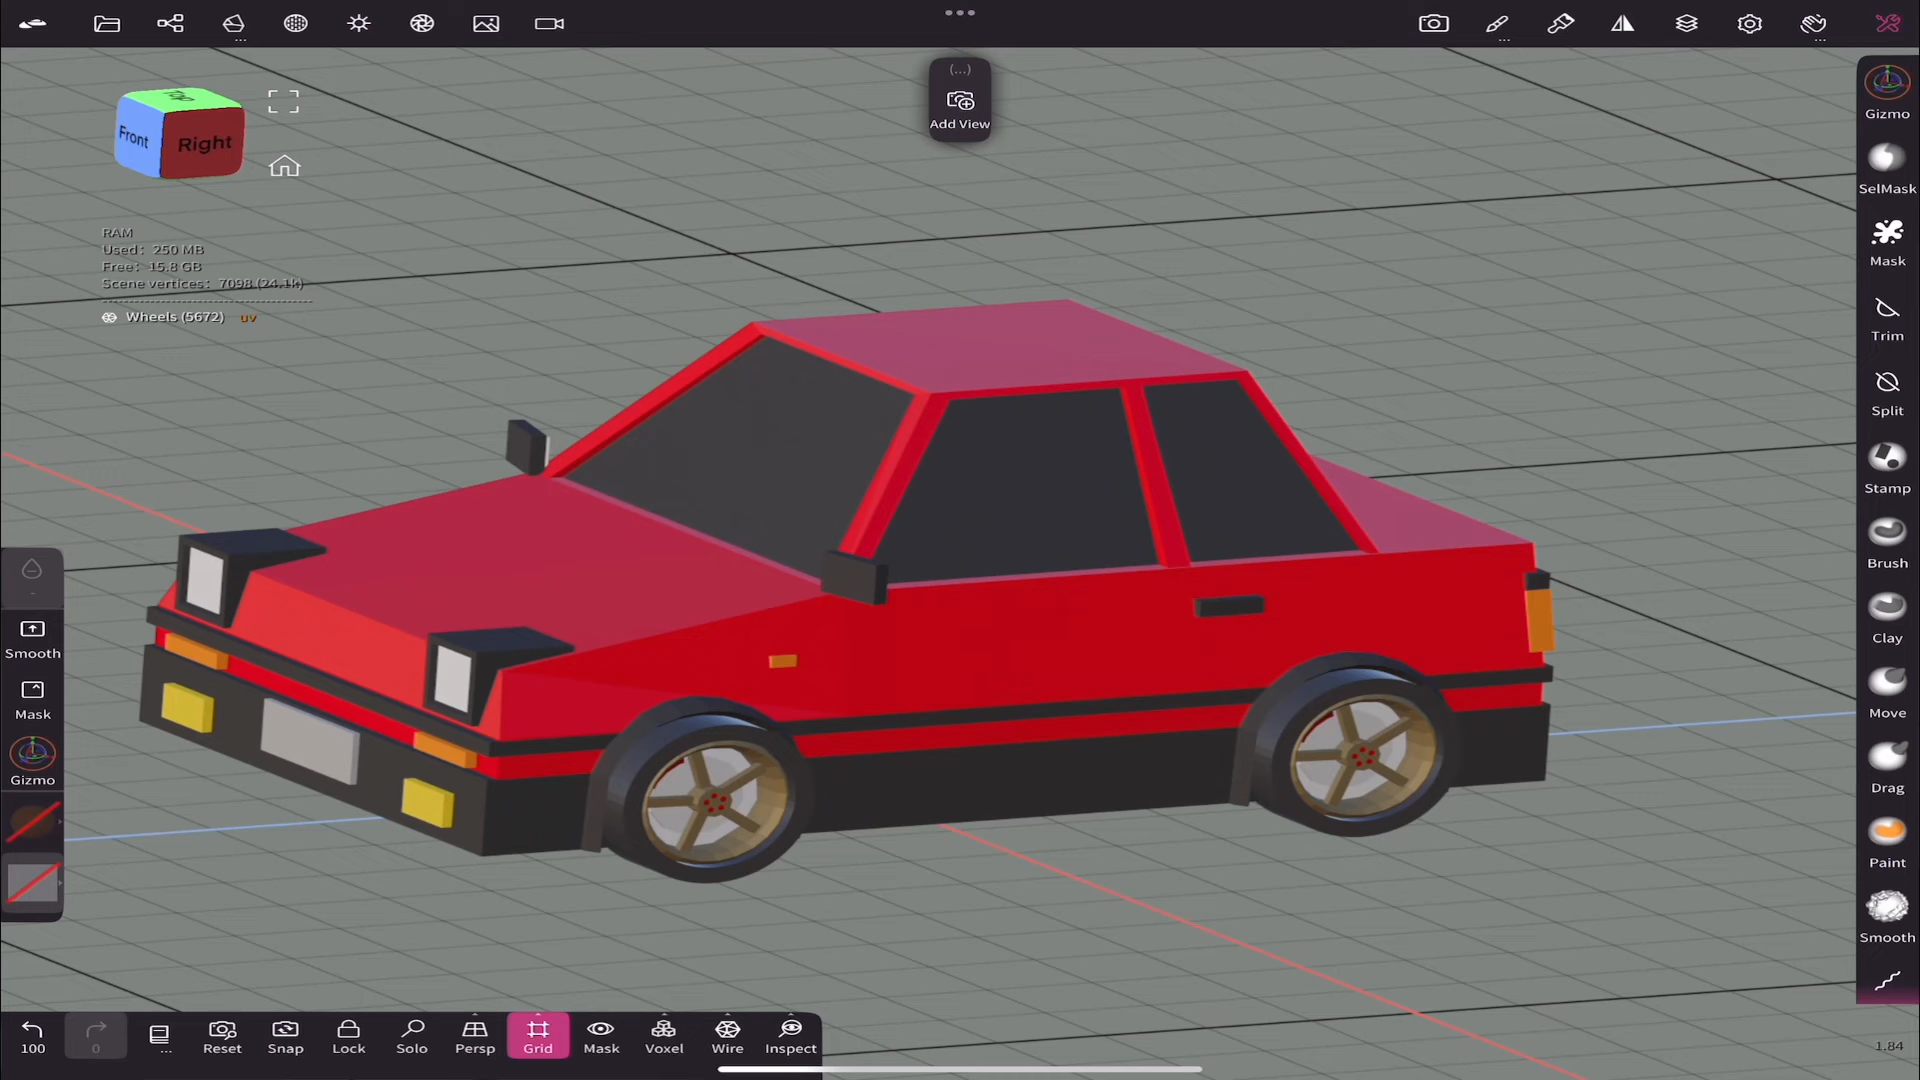 (...)
Add View
Top
Front
Right
RAM
Used: 250 MB
Free: 15.8 GB
Scene vertices: 7098 (24.1k)
Wheels (5672) uv
Smooth
Mask
Gizmo
Gizmo
SelMask
Mask
Trim
Split
Stamp
Brush
Clay
Move
Drag
Paint
Smooth
100
0
...
Reset
Snap
Lock
Solo
Persp
Grid
Mask
Voxel
Wire
Inspect
1.84